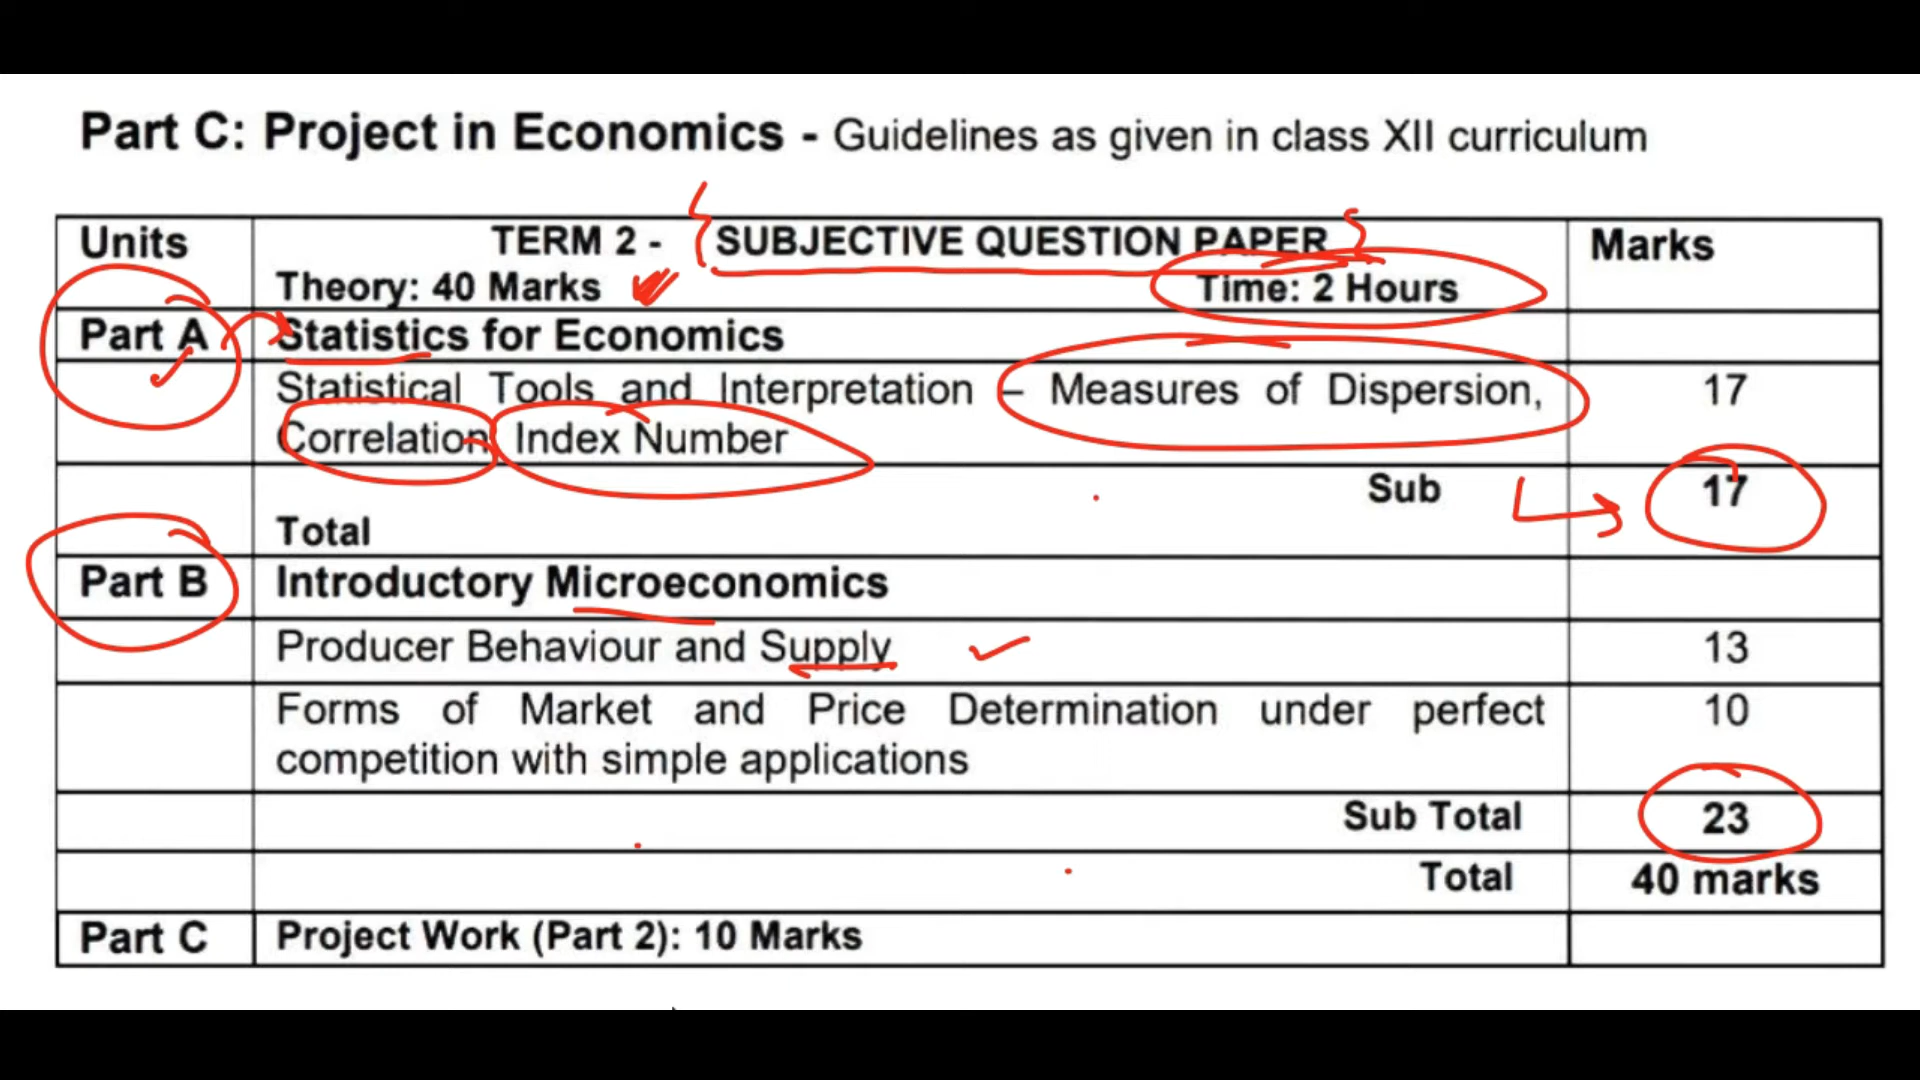 Part C: Project in Economics - Guidelines as given in class XII curriculum
Units TERM 2 - SUBJECTIVE QUESTION PAPER Marks
Theory: 40 Marks Time: 2 Hours
Part A Statistics for Economics
Statistical Tools and Interpretation – Measures of Dispersion, 17
Correlation, Index Number
Sub 17
Total
Part B Introductory Microeconomics
Producer Behaviour and Supply 13
Forms of Market and Price Determination under perfect 10
competition with simple applications
Sub Total 23
Total 40 marks
Part C Project Work (Part 2): 10 Marks